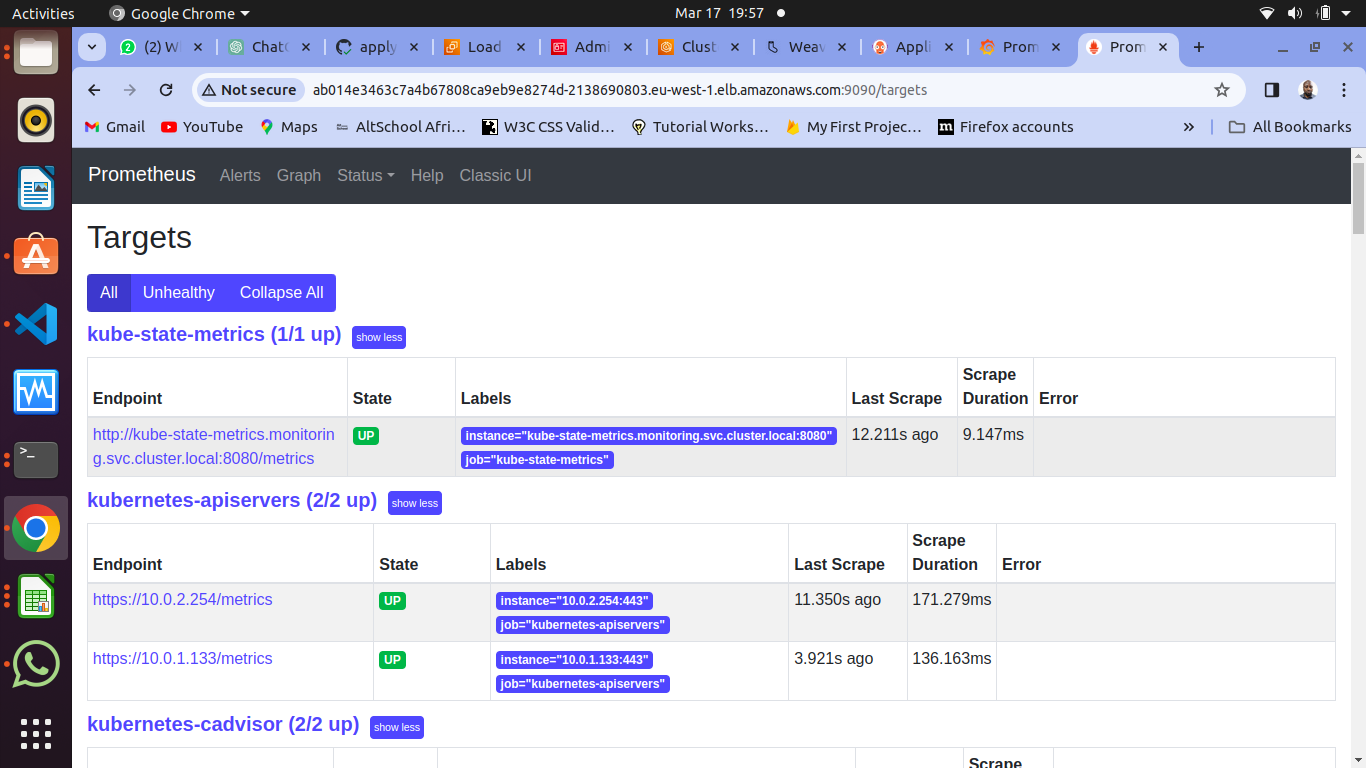 Activities
Google Chrome
Mar 17 19:57
(2) W
ChatG
apply
Load
Admi
Clust
Weav
Appli
Prom
Prom
Not secure
ab014e3463c7a4b67808ca9eb9e8274d-2138690803.eu-west-1.elb.amazonaws.com:9090/targets
Gmail
YouTube
Maps
AltSchool Afri…
W3C CSS Valid…
Tutorial Works…
My First Projec…
Firefox accounts
»
All Bookmarks
Prometheus
Alerts
Graph
Status
Help
Classic UI
Targets
All
Unhealthy
Collapse All
kube-state-metrics (1/1 up)
show less
Endpoint
State
Labels
Last Scrape
Scrape
Duration
Error
http://kube-state-metrics.monitorin
g.svc.cluster.local:8080/metrics
UP
instance="kube-state-metrics.monitoring.svc.cluster.local:8080"
job="kube-state-metrics"
12.211s ago
9.147ms
kubernetes-apiservers (2/2 up)
show less
Endpoint
State
Labels
Last Scrape
Scrape
Duration
Error
https://10.0.2.254/metrics
UP
instance="10.0.2.254:443"
job="kubernetes-apiservers"
11.350s ago
171.279ms
https://10.0.1.133/metrics
UP
instance="10.0.1.133:443"
job="kubernetes-apiservers"
3.921s ago
136.163ms
kubernetes-cadvisor (2/2 up)
show less
Scrape